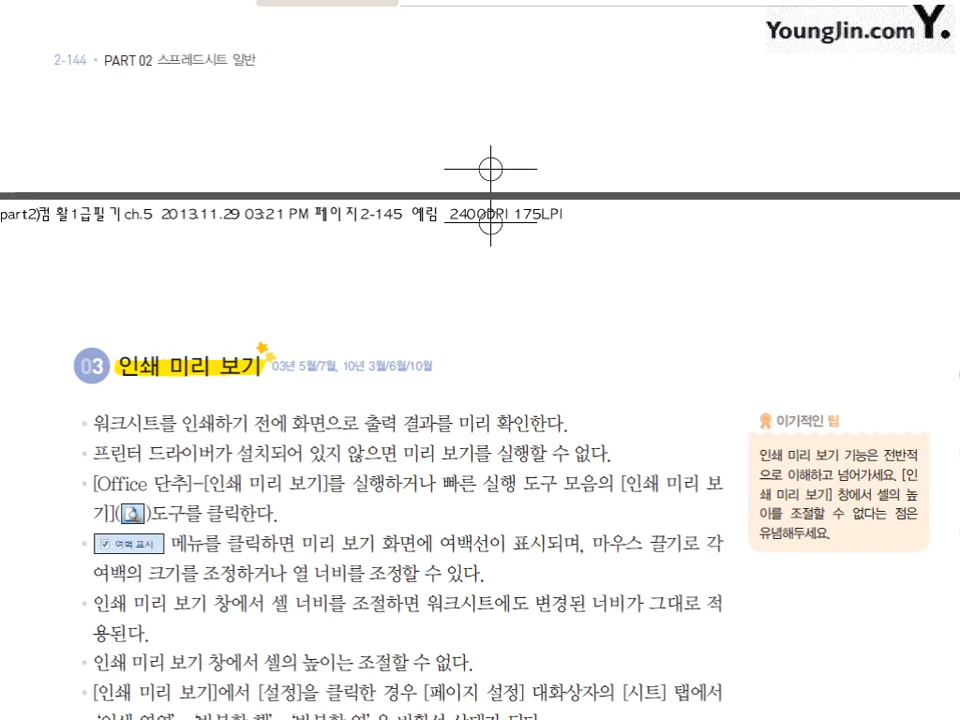 YoungJin.com Y.
2-144 • PART 02 스프레드시트 일반
part2)컴활1급필기ch.5 2013.11.29 03:21 PM 페이지2-145 예림 2400DPI 175LPI
03 인쇄 미리 보기 03년 5월/7월, 10년 3월/6월/10월
• 워크시트를 인쇄하기 전에 화면으로 출력 결과를 미리 확인한다.
• 프린터 드라이버가 설치되어 있지 않으면 미리 보기를 실행할 수 없다.
• [Office 단추]-[인쇄 미리 보기]를 실행하거나 빠른 실행 도구 모음의 [인쇄 미리 보
기]( )도구를 클릭한다.
• 여백 표시 메뉴를 클릭하면 미리 보기 화면에 여백선이 표시되며, 마우스 끌기로 각
여백의 크기를 조정하거나 열 너비를 조정할 수 있다.
• 인쇄 미리 보기 창에서 셀 너비를 조절하면 워크시트에도 변경된 너비가 그대로 적
용된다.
• 인쇄 미리 보기 창에서 셀의 높이는 조절할 수 없다.
• [인쇄 미리 보기]에서 [설정]을 클릭한 경우 [페이지 설정] 대화상자의 [시트] 탭에서
이기적인 팁
인쇄 미리 보기 기능은 전반적
으로 이해하고 넘어가세요. [인
쇄 미리 보기] 창에서 셀의 높
이를 조절할 수 없다는 점은
유념해두세요.